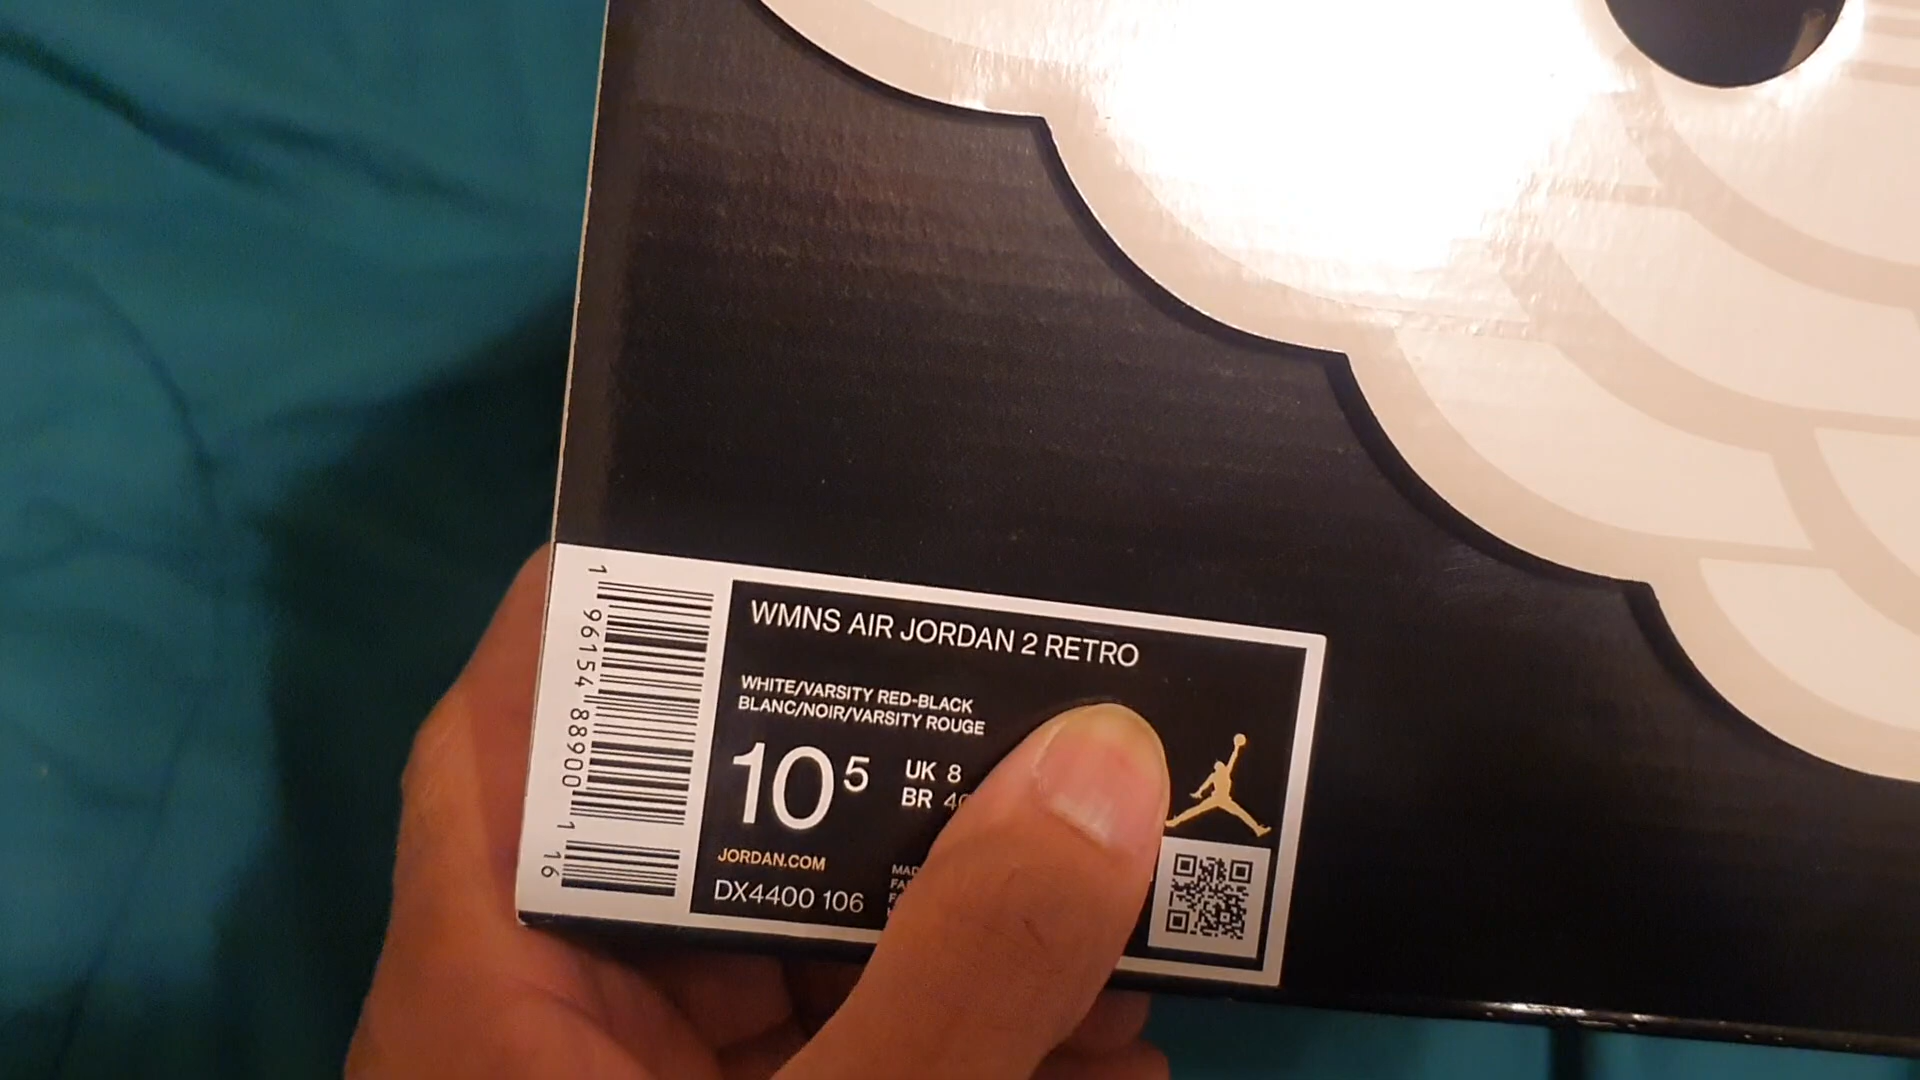 WMNS AIR JORDAN 2 RETRO
WHITE/VARSITY RED-BLACK
BLANC/NOIR/VARSITY ROUGE
10 5
UK 8
BR
JORDAN.COM
DX4400 106
1 96154 88900 1 16